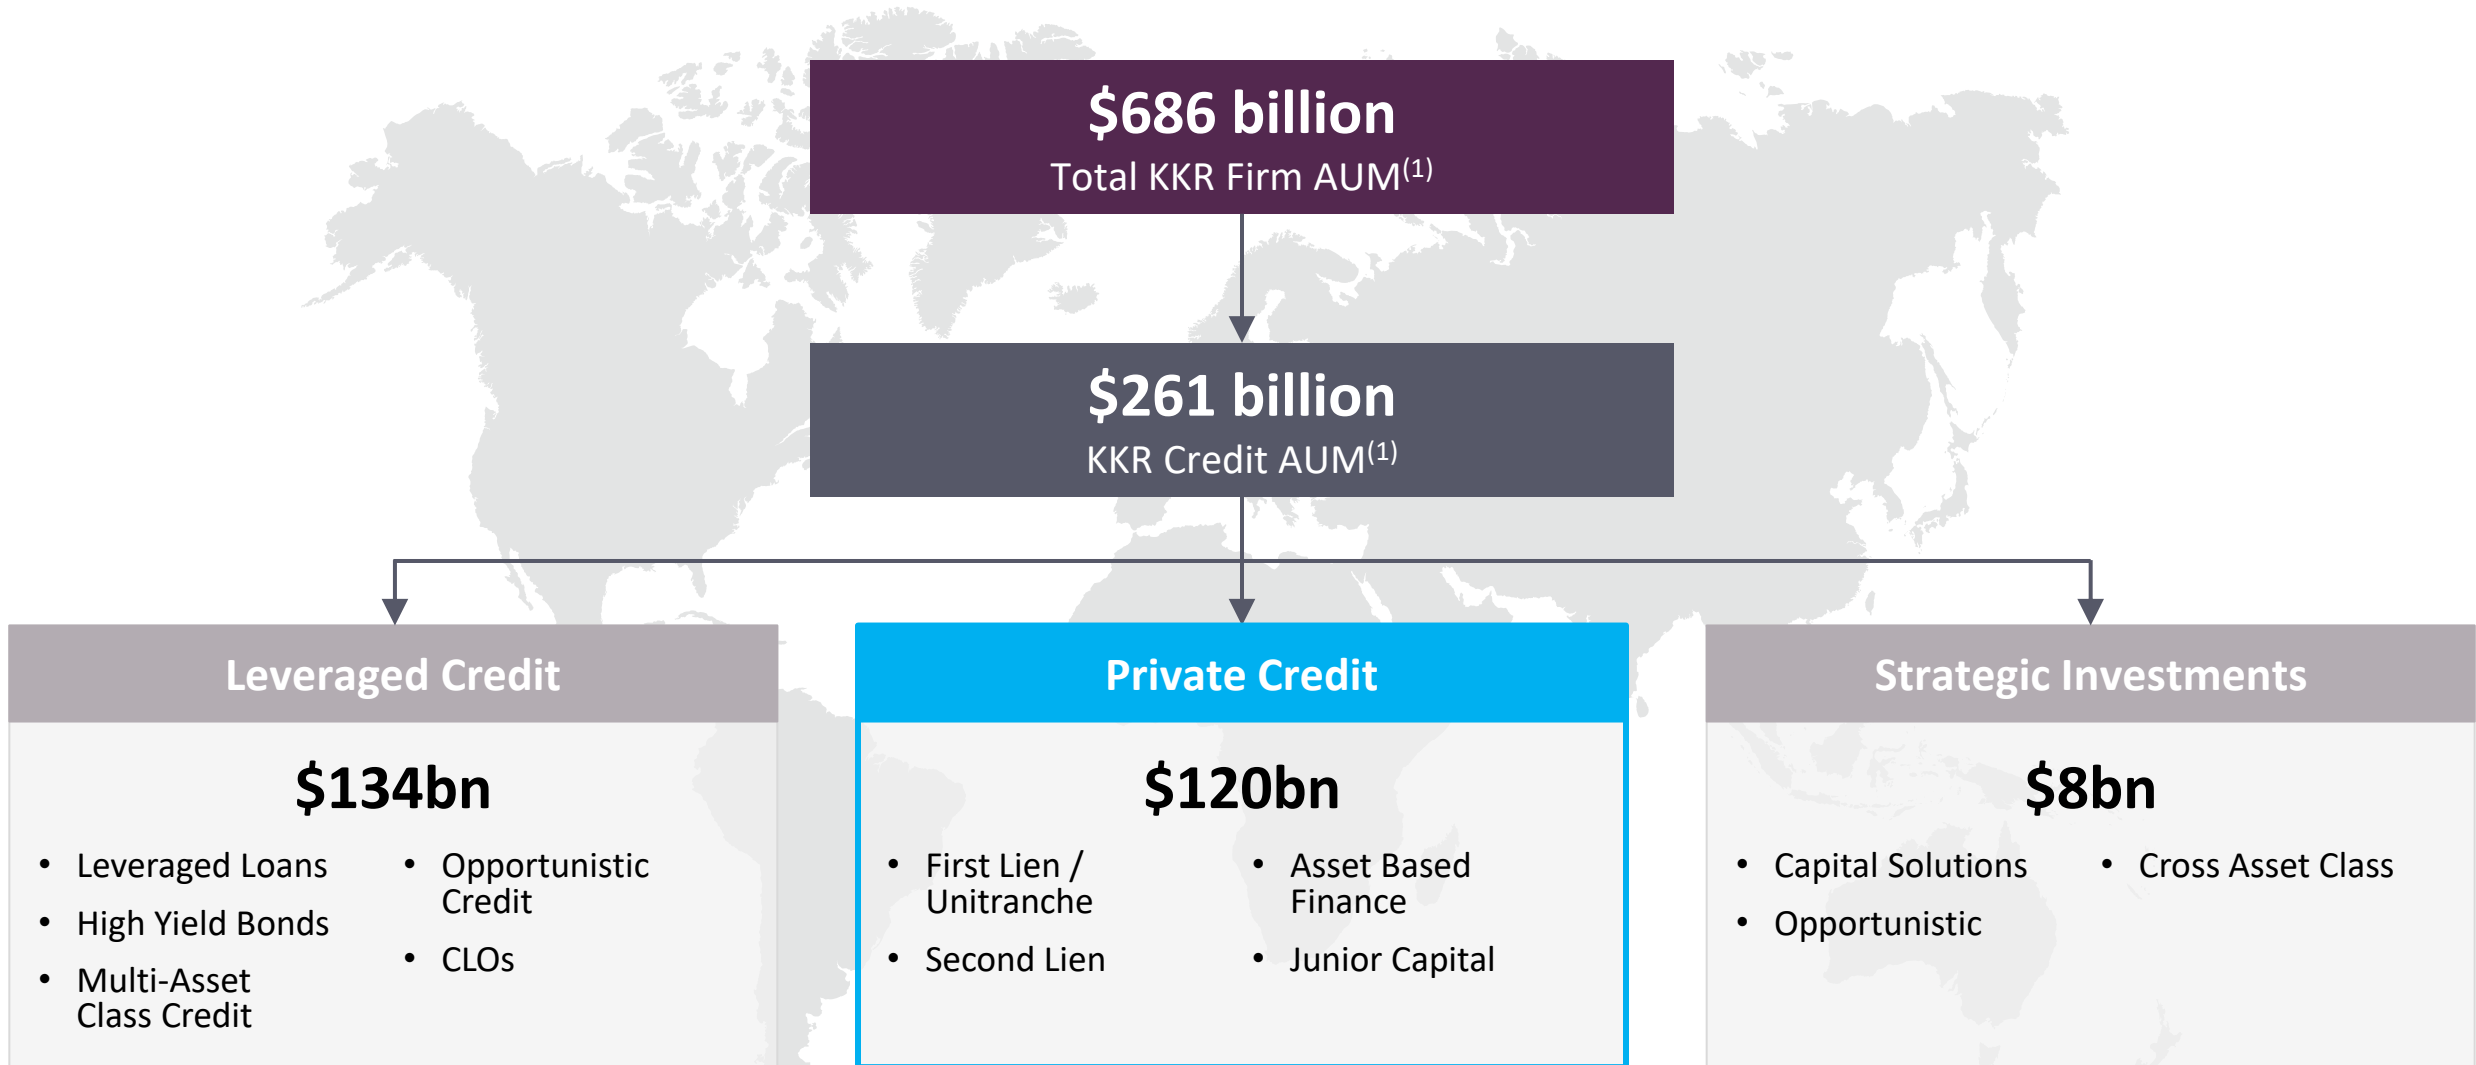 $686 billion
Total KKR Firm AUM(1)
$261 billion
KKR Credit AUM(1)
Leveraged Credit
$134bn
• Leveraged Loans
• High Yield Bonds
• Multi-Asset
Class Credit
• Opportunistic
Credit
• CLOs
Private Credit
$120bn
• First Lien /
Unitranche
• Second Lien
• Asset Based
Finance
• Junior Capital
Strategic Investments
$8bn
• Capital Solutions
• Opportunistic
• Cross Asset Class